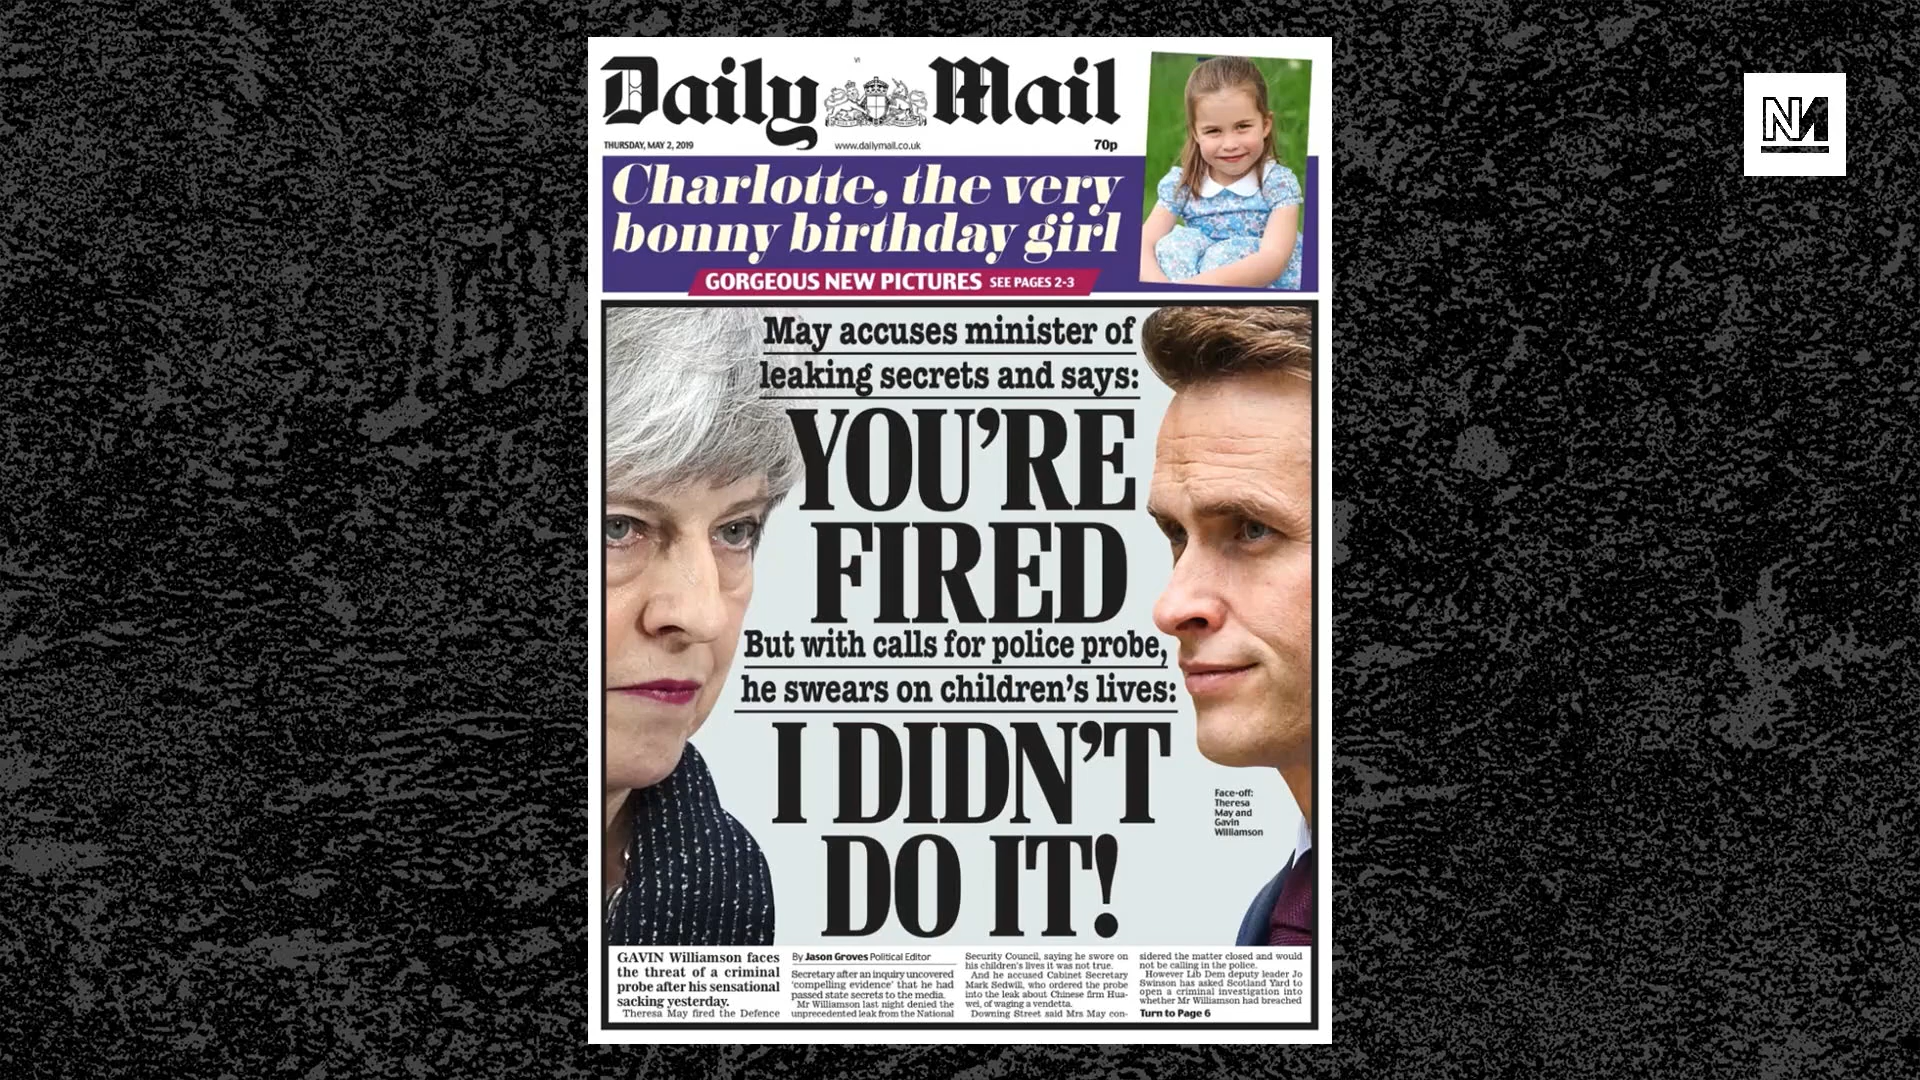 Daily Mail
THURSDAY, MAY 2, 2019
www.dailymail.co.uk
70p
Charlotte, the very
bonny birthday girl
GORGEOUS NEW PICTURES SEE PAGES 2-3
May accuses minister of
leaking secrets and says:
YOU'RE
FIRED
But with calls for police probe,
he swears on children's lives:
I DIDN'T
DO IT!
Face-off:
Theresa
May and
Gavin
Williamson
GAVIN Williamson faces
the threat of a criminal
probe after his sensational
sacking yesterday.
Theresa May fired the Defence
By Jason Groves Political Editor
Secretary after an inquiry uncovered
'compelling evidence' that he had
passed state secrets to the media.
Mr Williamson last night denied the
unprecedented leak from the National
Security Council, saying he swore on
his children's lives it was not true.
And he accused Cabinet Secretary
Mark Sedwill, who ordered the probe
into the leak about Chinese firm Hua-
wei, of waging a vendetta.
Downing Street said Mrs May con-
sidered the matter closed and would
not be calling in the police.
However Lib Dem deputy leader Jo
Swinson has asked Scotland Yard to
open a criminal investigation into
whether Mr Williamson had breached
Turn to Page 6